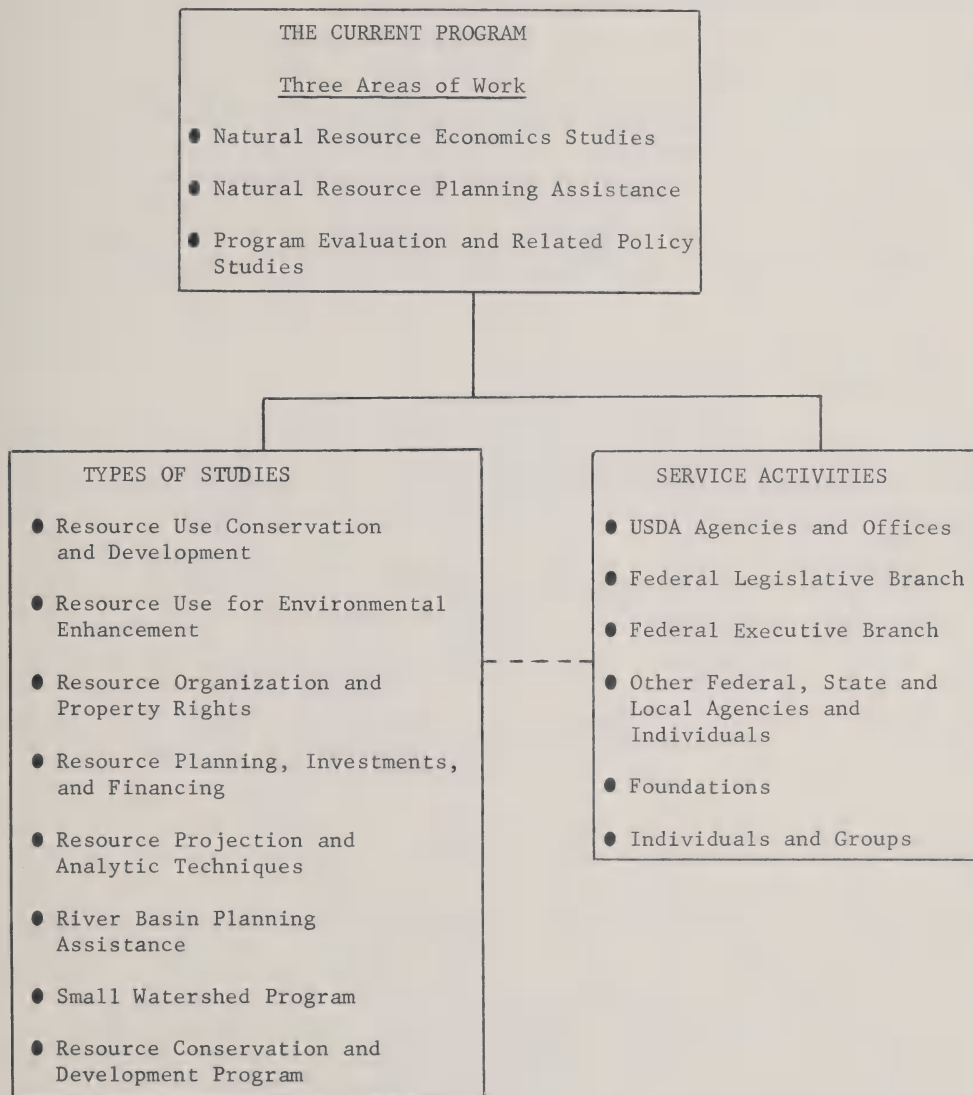 THE CURRENT PROGRAM
Three Areas of Work
● Natural Resource Economics Studies
● Natural Resource Planning Assistance
● Program Evaluation and Related Policy
Studies
TYPES OF STUDIES
● Resource Use Conservation
and Development
● Resource Use for Environmental
Enhancement
● Resource Organization and
Property Rights
● Resource Planning, Investments,
and Financing
● Resource Projection and
Analytic Techniques
● River Basin Planning
Assistance
● Small Watershed Program
● Resource Conservation and
Development Program
SERVICE ACTIVITIES
● USDA Agencies and Offices
● Federal Legislative Branch
● Federal Executive Branch
● Other Federal, State and
Local Agencies and
Individuals
● Foundations
● Individuals and Groups